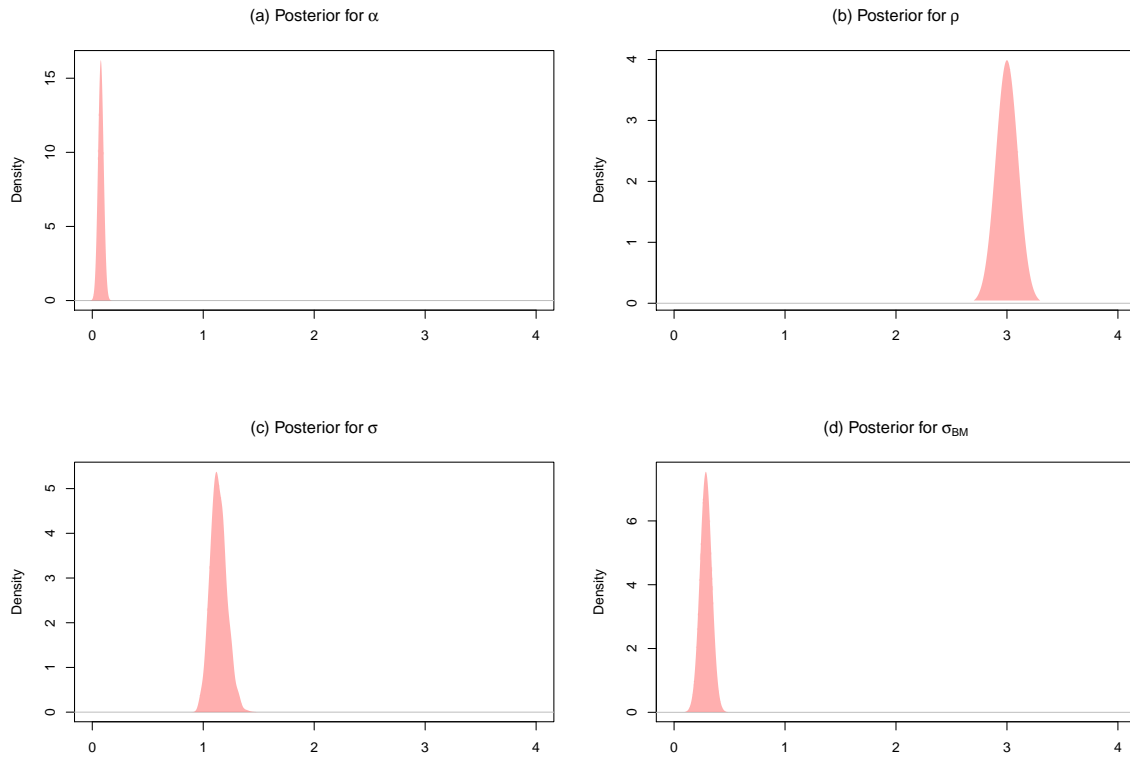 (a) Posterior for α
Density
0 5 10 15
0 1 2 3 4
(b) Posterior for ρ
Density
0 1 2 3 4
0 1 2 3 4
(c) Posterior for σ
Density
0 1 2 3 4 5
0 1 2 3 4
(d) Posterior for σBM
Density
0 2 4 6
0 1 2 3 4